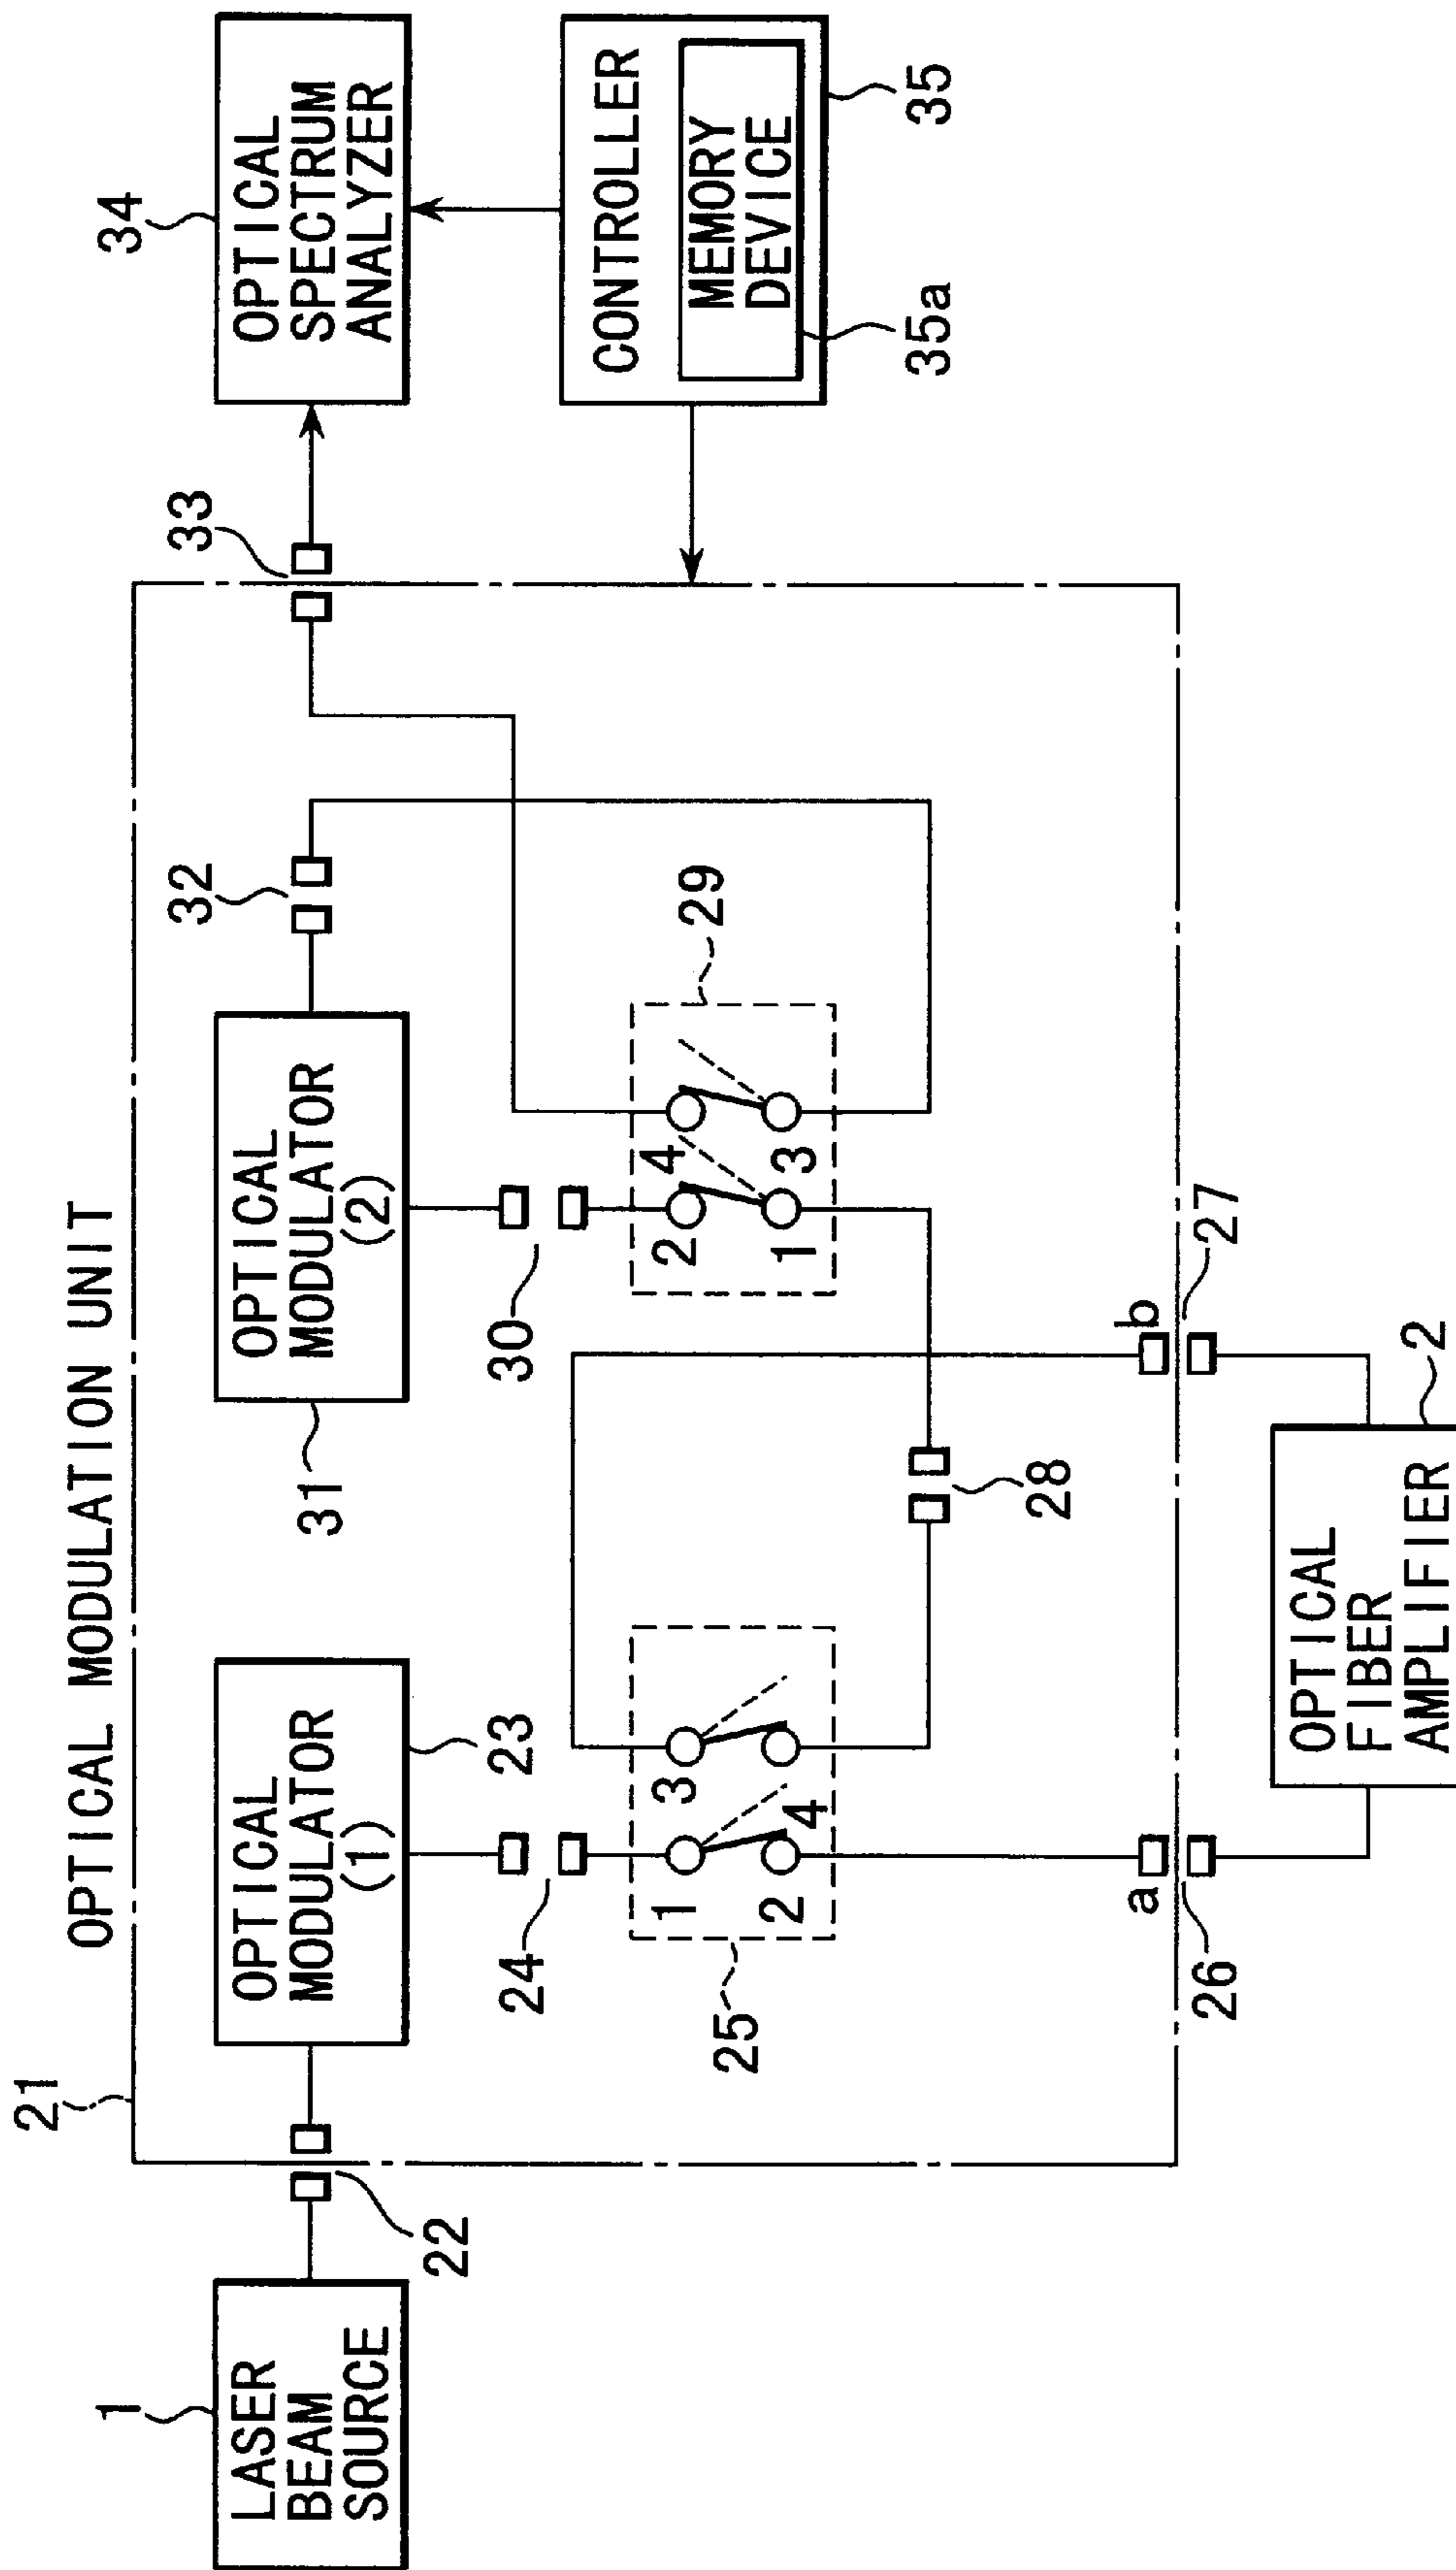 OPTICAL MODULATION UNIT
21
1
LASER
BEAM
SOURCE
22
OPTICAL
MODULATOR
(1)
23
24
25
1
2
3
4
OPTICAL
MODULATOR
(2)
31
30
32
29
2
4
1
3
28
33
34
OPTICAL
SPECTRUM
ANALYZER
CONTROLLER
MEMORY
DEVICE
35
35a
a
26
b
27
OPTICAL
FIBER
AMPLIFIER
2